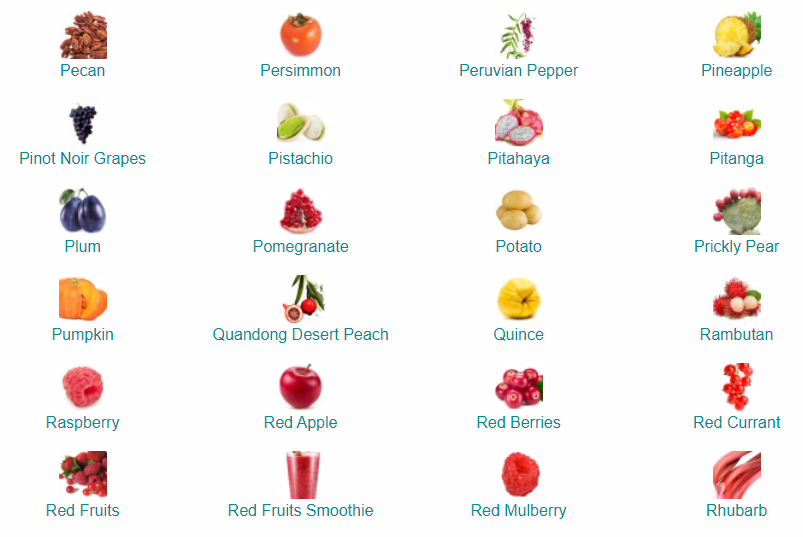 Pecan
Persimmon
Peruvian Pepper
Pineapple
Pinot Noir Grapes
Pistachio
Pitahaya
Pitanga
Plum
Pomegranate
Potato
Prickly Pear
Pumpkin
Quandong Desert Peach
Quince
Rambutan
Raspberry
Red Apple
Red Berries
Red Currant
Red Fruits
Red Fruits Smoothie
Red Mulberry
Rhubarb